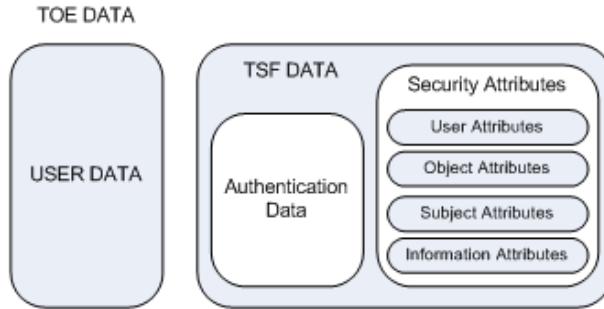 TOE DATA
TSF DATA
Security Attributes
User Attributes
Object Attributes
Subject Attributes
Information Attributes
USER DATA
Authentication
Data